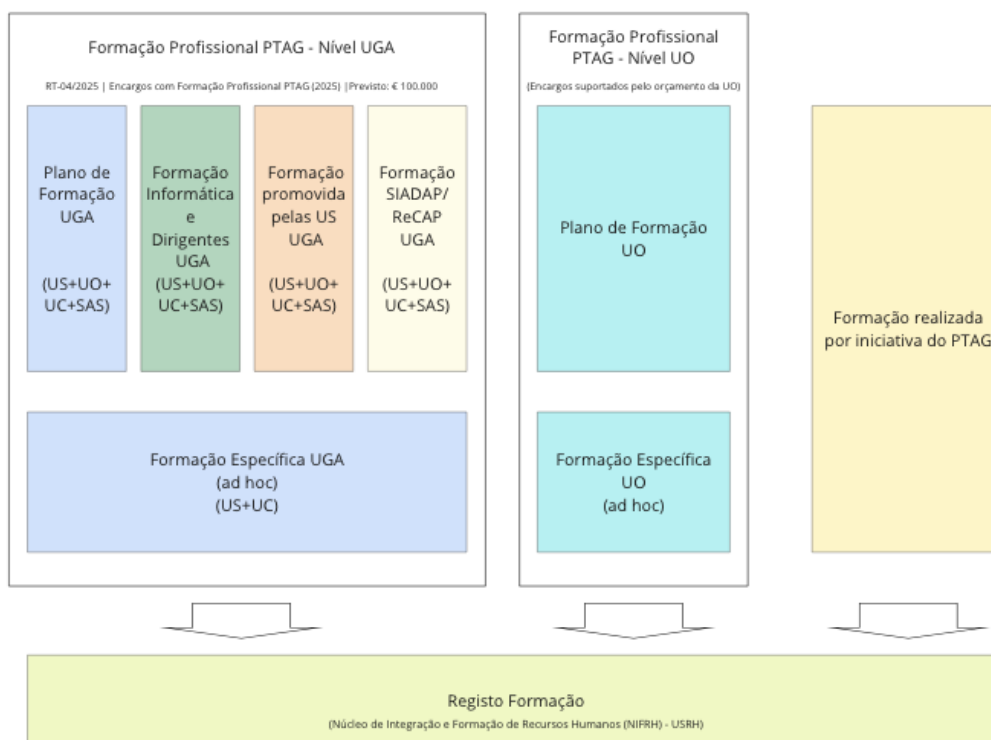 Formação Profissional PTAG - Nível UGA
RT-04/2025 | Encargos com Formação Profissional PTAG (2025) |Previsto: € 100.000
Plano de
Formação
UGA
(US+UO+
UC+SAS)
Formação
Informática
e
Dirigentes
UGA
(US+UO+
UC+SAS)
Formação
promovida
pelas US
UGA
(US+UO+
UC+SAS)
Formação
SIADAP/
ReCAP
UGA
(US+UO+
UC+SAS)
Formação Específica UGA
(ad hoc)
(US+UC)
Formação Profissional
PTAG - Nível UO
(Encargos suportados pelo orçamento da UO)
Plano de Formação
UO
Formação Específica
UO
(ad hoc)
Formação realizada
por iniciativa do PTAG
Registo Formação
(Núcleo de Integração e Formação de Recursos Humanos (NIFRH) - USRH)